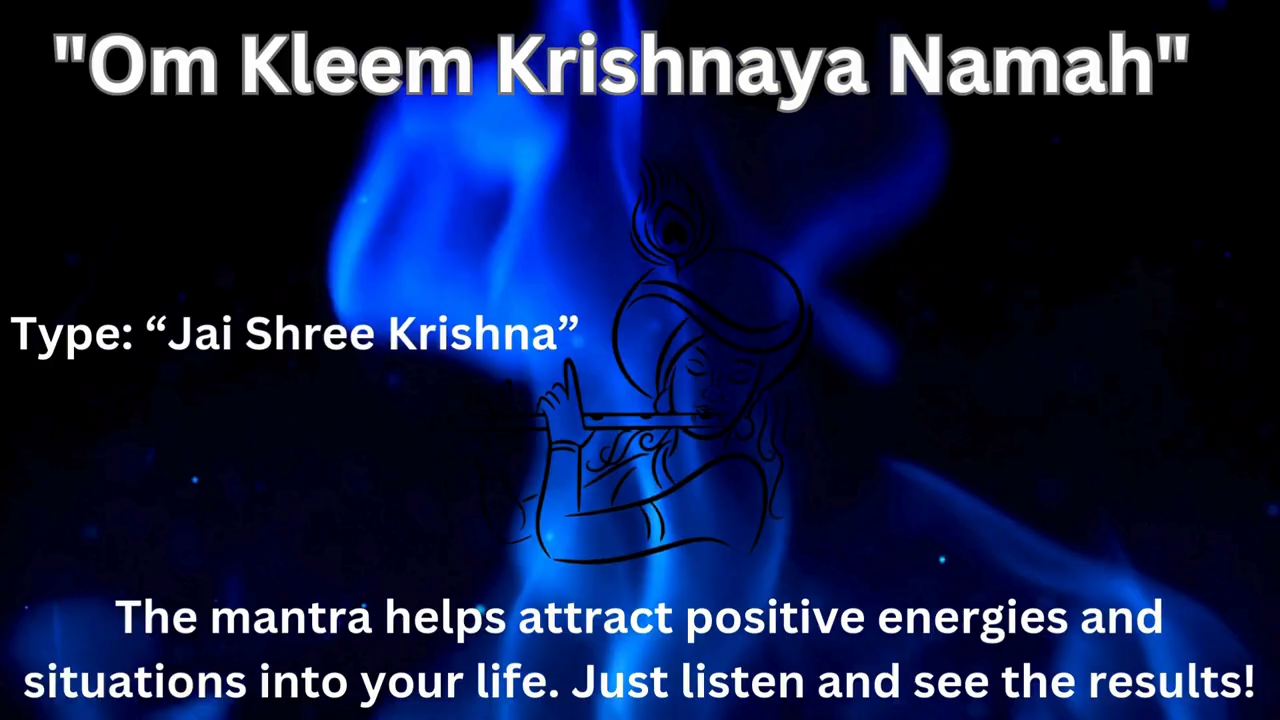 "Om Kleem Krishnaya Namah"
Type: “Jai Shree Krishna”
The mantra helps attract positive energies and
situations into your life. Just listen and see the results!